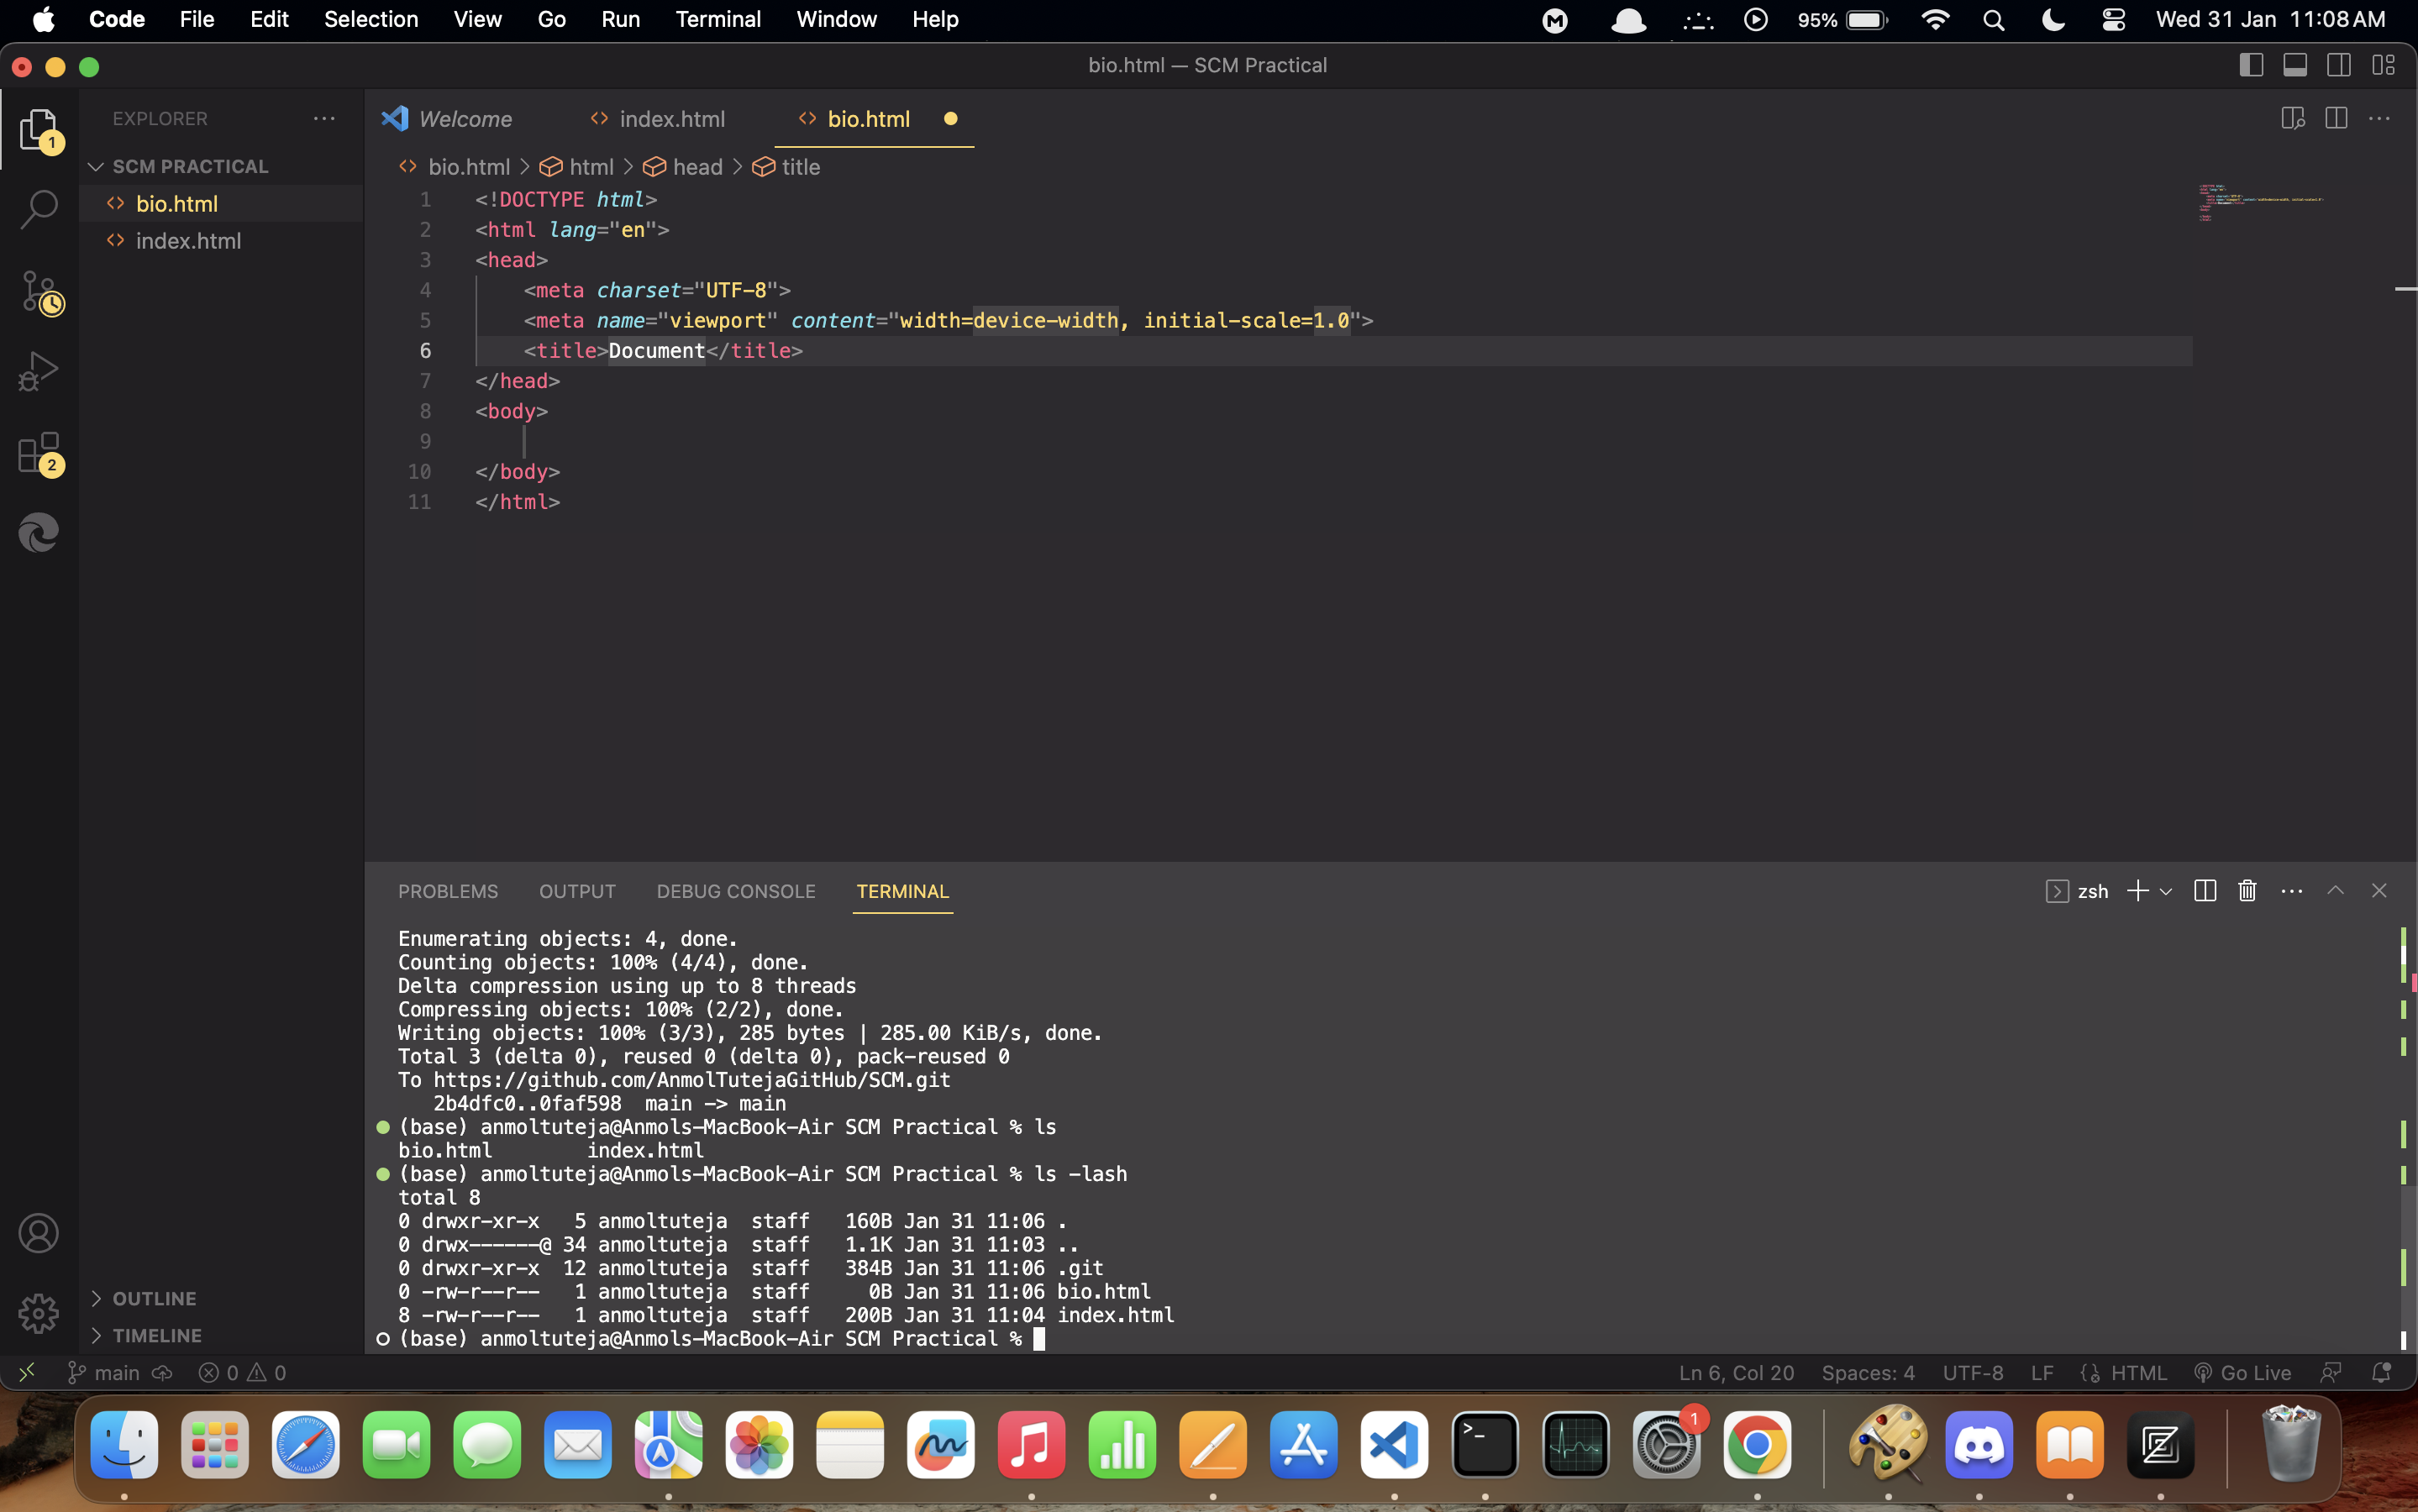 Code File Edit Selection View Go Run Terminal Window Help 95% Wed 31 Jan 11:08 AM
bio.html — SCM Practical
EXPLORER
SCM PRACTICAL
bio.html
index.html
1
2
OUTLINE
TIMELINE
Welcome index.html bio.html
bio.html > html > head > title
1 <!DOCTYPE html>
2 <html lang="en">
3 <head>
4 <meta charset="UTF-8">
5 <meta name="viewport" content="width=device-width, initial-scale=1.0">
6 <title>Document</title>
7 </head>
8 <body>
9
10 </body>
11 </html>
PROBLEMS OUTPUT DEBUG CONSOLE TERMINAL zsh
Enumerating objects: 4, done.
Counting objects: 100% (4/4), done.
Delta compression using up to 8 threads
Compressing objects: 100% (2/2), done.
Writing objects: 100% (3/3), 285 bytes | 285.00 KiB/s, done.
Total 3 (delta 0), reused 0 (delta 0), pack-reused 0
To https://github.com/AnmolTutejaGitHub/SCM.git
2b4dfc0..0faf598 main -> main
(base) anmoltuteja@Anmols-MacBook-Air SCM Practical % ls
bio.html index.html
(base) anmoltuteja@Anmols-MacBook-Air SCM Practical % ls -lash
total 8
0 drwxr-xr-x 5 anmoltuteja staff 160B Jan 31 11:06 .
0 drwx------@ 34 anmoltuteja staff 1.1K Jan 31 11:03 ..
0 drwxr-xr-x 12 anmoltuteja staff 384B Jan 31 11:06 .git
0 -rw-r--r-- 1 anmoltuteja staff 0B Jan 31 11:06 bio.html
8 -rw-r--r-- 1 anmoltuteja staff 200B Jan 31 11:04 index.html
(base) anmoltuteja@Anmols-MacBook-Air SCM Practical %
main 0 0 Ln 6, Col 20 Spaces: 4 UTF-8 LF HTML Go Live
1